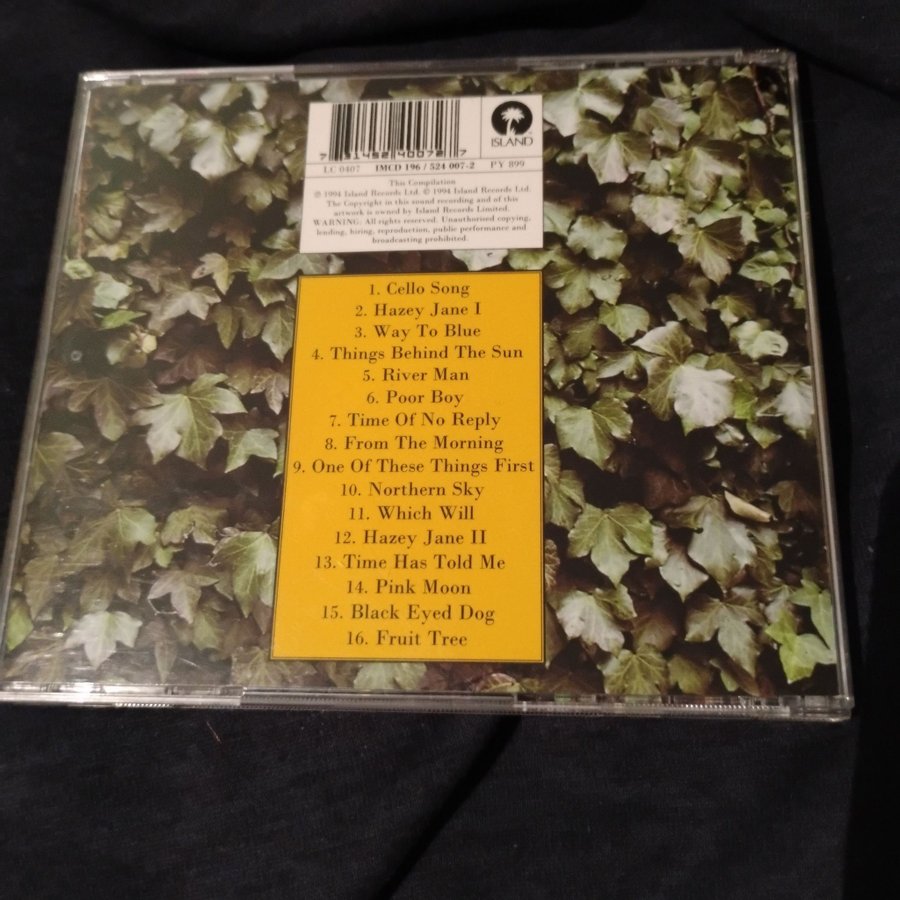 7 31452 40072 7
ISLAND
LC 0407 IMCD 196 / 524 007-2 PY 899
This Compilation
℗ 1994 Island Records Ltd. © 1994 Island Records Ltd.
The Copyright in this sound recording and of this
artwork is owned by Island Records Limited.
WARNING: All rights reserved. Unauthorised copying,
lending, hiring, reproduction, public performance and
broadcasting prohibited.
1. Cello Song
2. Hazey Jane I
3. Way To Blue
4. Things Behind The Sun
5. River Man
6. Poor Boy
7. Time Of No Reply
8. From The Morning
9. One Of These Things First
10. Northern Sky
11. Which Will
12. Hazey Jane II
13. Time Has Told Me
14. Pink Moon
15. Black Eyed Dog
16. Fruit Tree